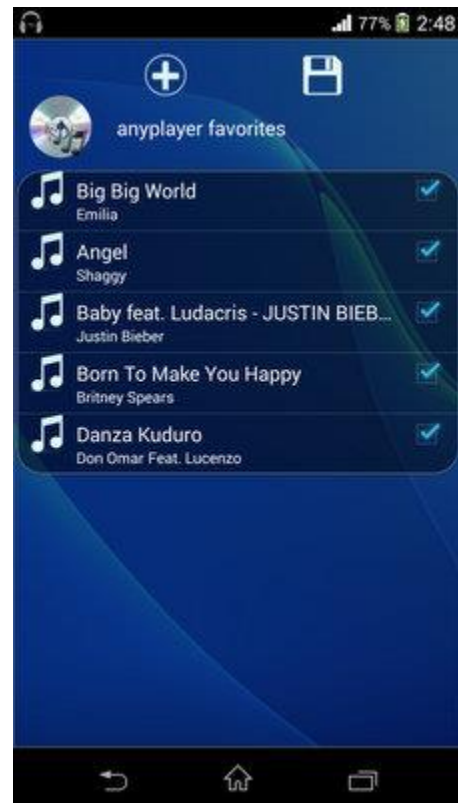 77% 2:48
anyplayer favorites
Big Big World
Emilia
Angel
Shaggy
Baby feat. Ludacris - JUSTIN BIEB...
Justin Bieber
Born To Make You Happy
Britney Spears
Danza Kuduro
Don Omar Feat. Lucenzo